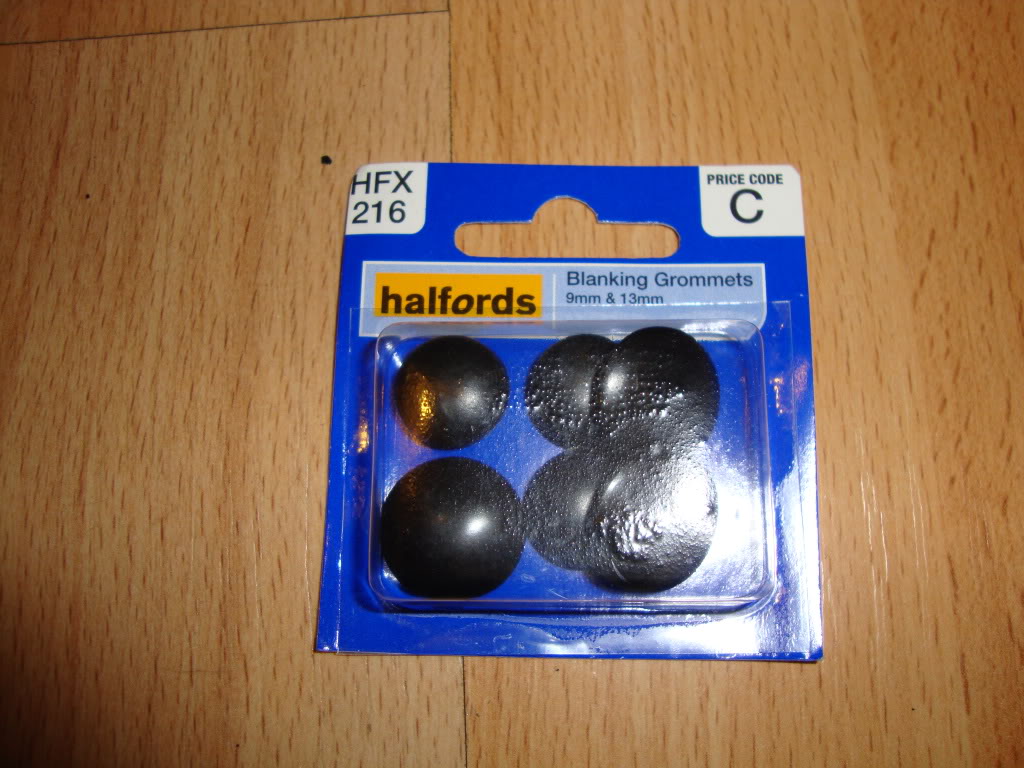 HFX
216
PRICE CODE
C
halfords
Blanking Grommets
9mm & 13mm